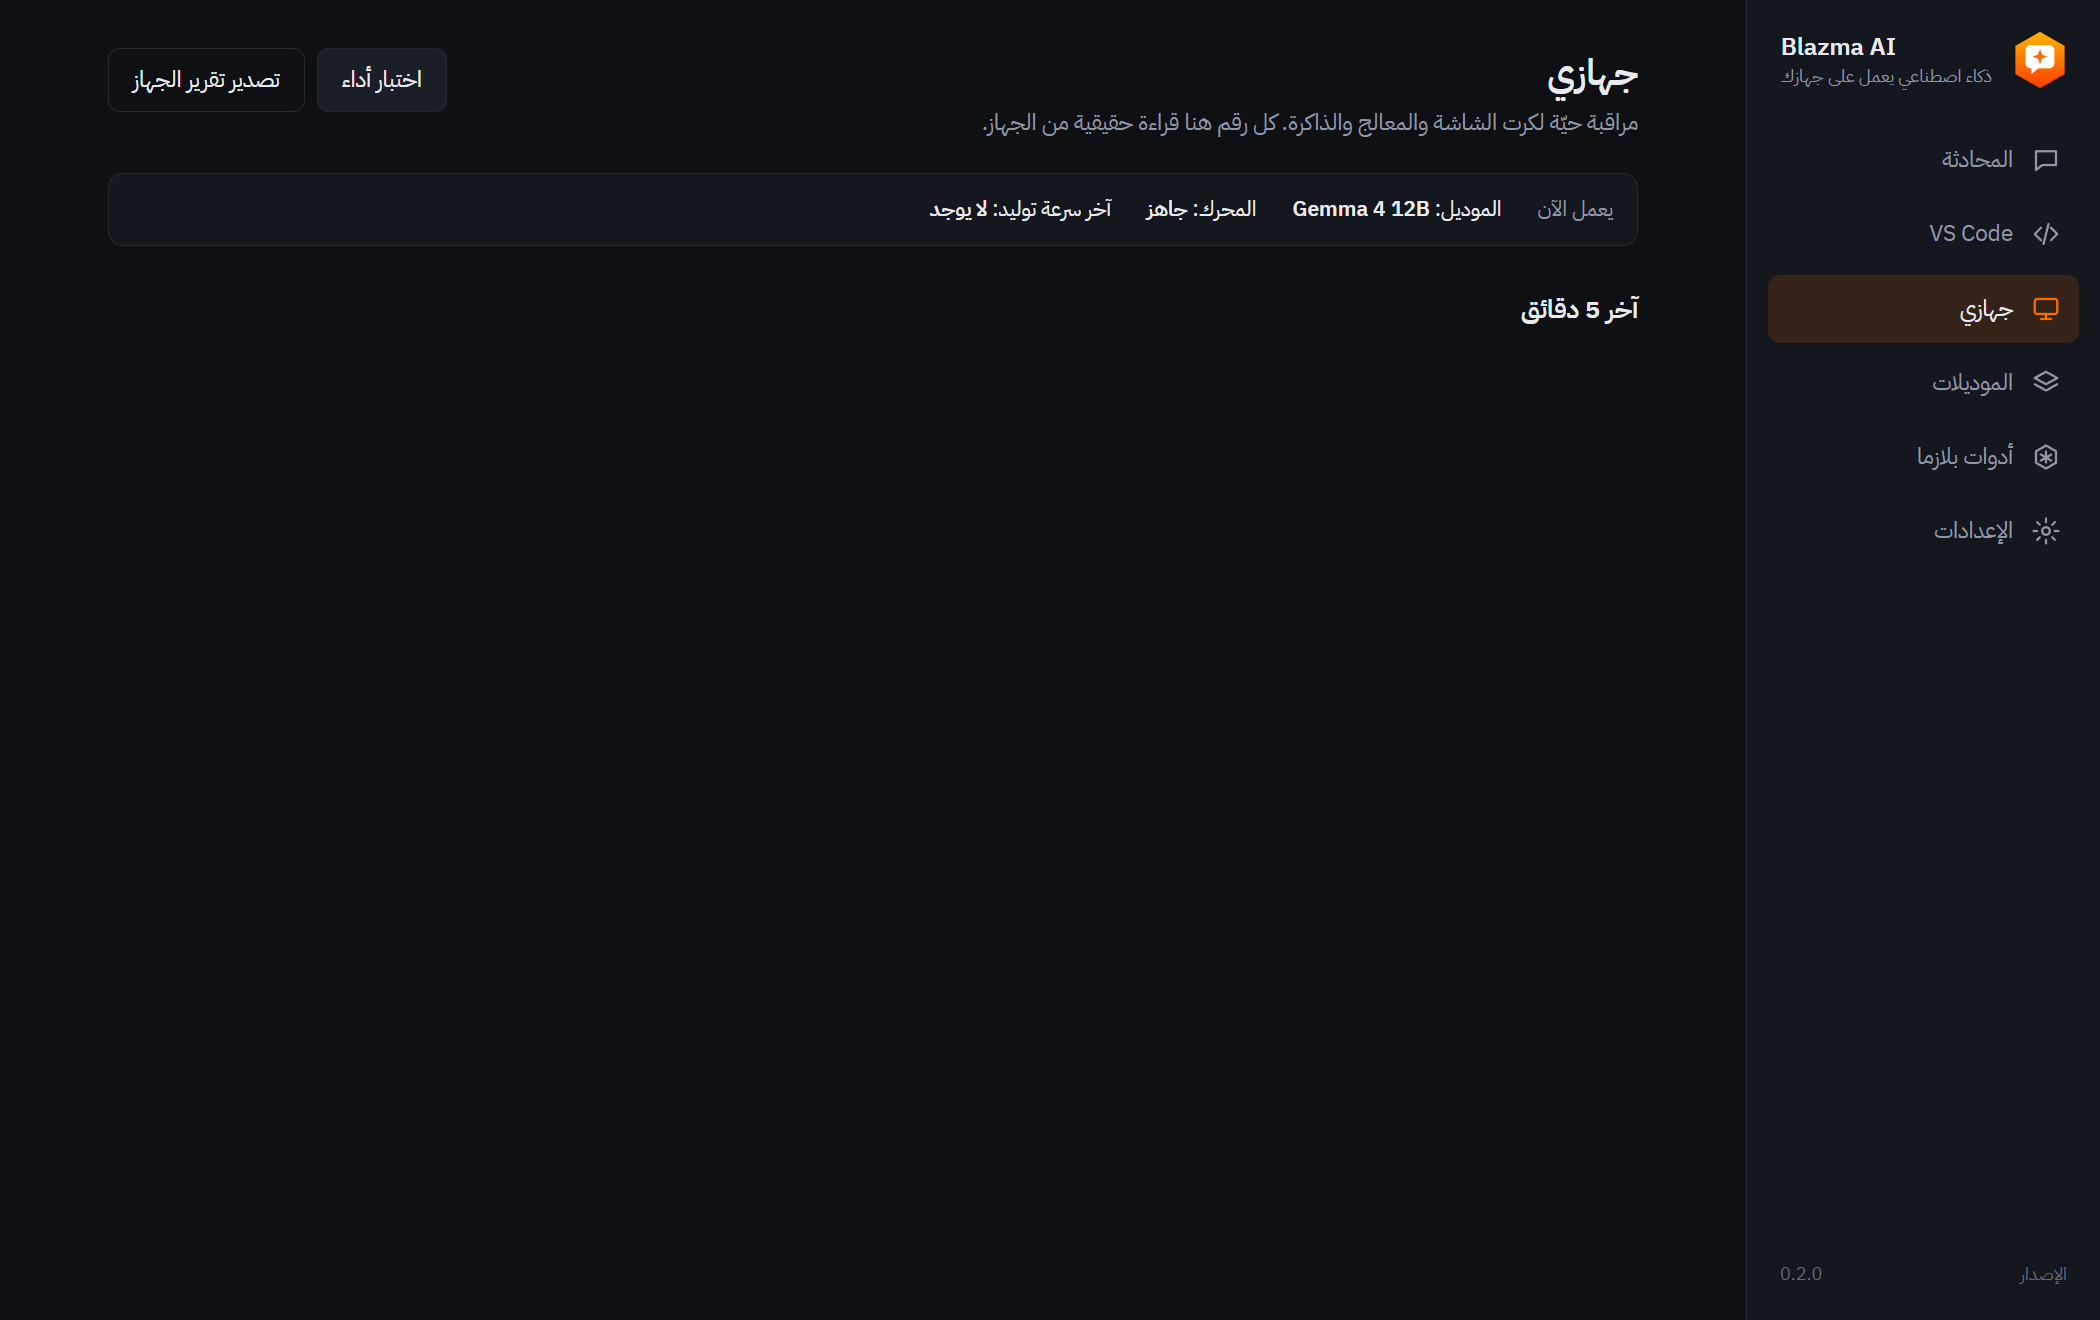 Blazma AI
ذكاء اصطناعي يعمل على جهازك
المحادثة
VS Code
جهازي
الموديلات
أدوات بلازما
الإعدادات
الإصدار 0.2.0
جهازي
مراقبة حيّة لكرت الشاشة والمعالج والذاكرة. كل رقم هنا قراءة حقيقية من الجهاز.
اختبار أداء
تصدير تقرير الجهاز
يعمل الآن الموديل: Gemma 4 12B المحرك: جاهز آخر سرعة توليد: لا يوجد
آخر 5 دقائق